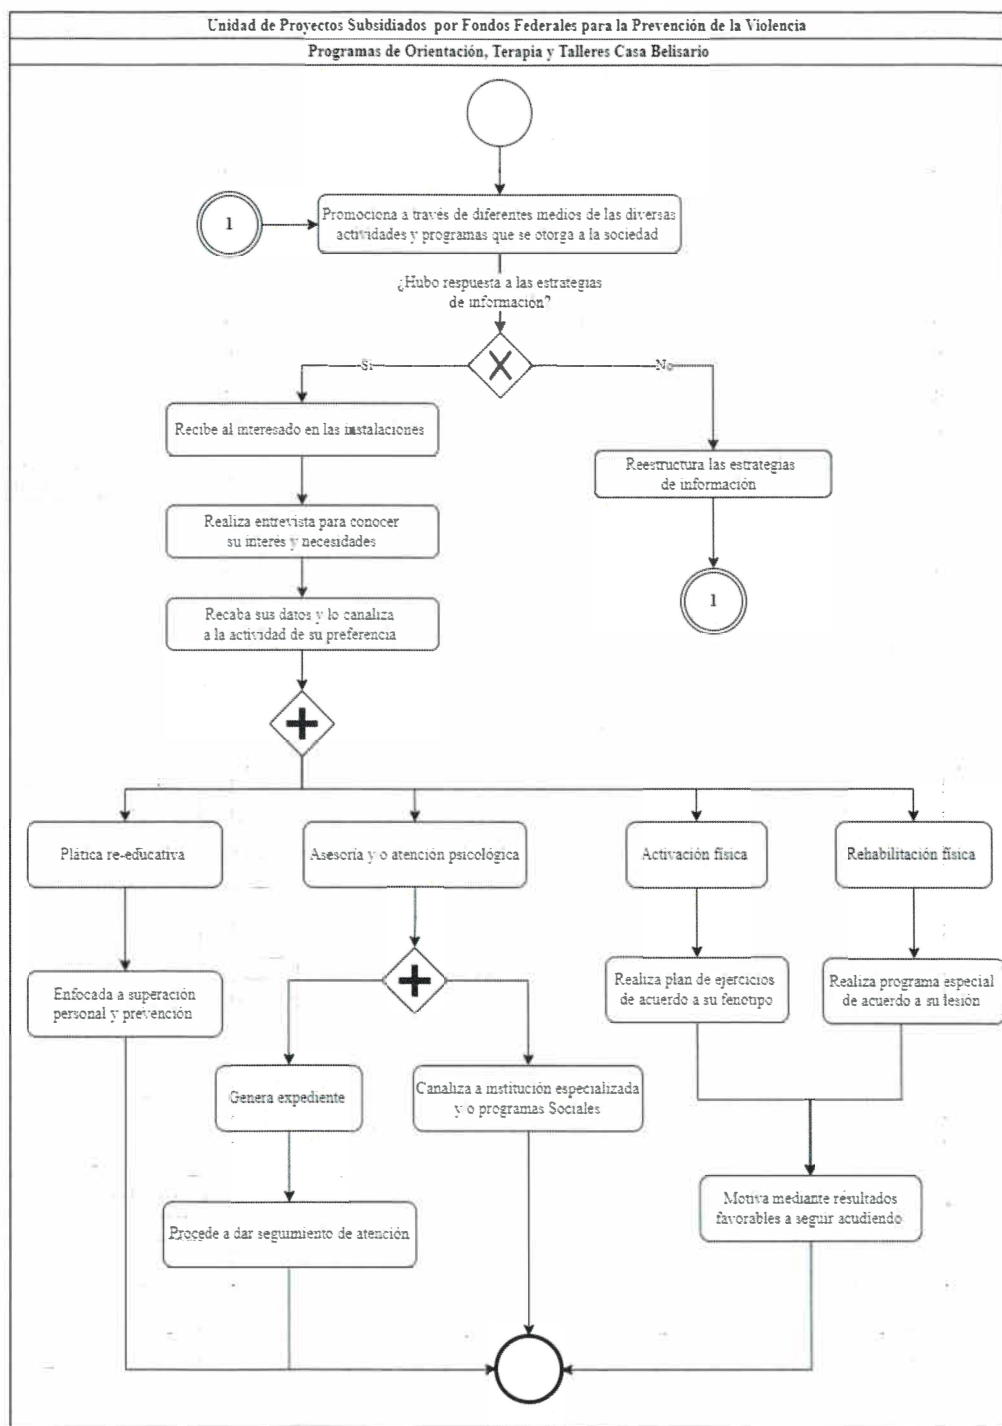 Unidad de Proyectos Subsidiados por Fondos Federales para la Prevención de la Violencia
Programas de Orientación, Terapia y Talleres Casa Belisario
1
Promociona a través de diferentes medios de las diversas
actividades y programas que se otorga a la sociedad
¿Hubo respuesta a las estrategias
de información?
Si
No
Recibe al interesado en las instalaciones
Reestructura las estrategias
de información
Realiza entrevista para conocer
su interés y necesidades
1
Recaba sus datos y lo canaliza
a la actividad de su preferencia
Plática re-educativa
Asesoría y o atención psicológica
Activación física
Rehabilitación física
Enfocada a superación
personal y prevención
Realiza plan de ejercicios
de acuerdo a su fenotipo
Realiza programa especial
de acuerdo a su lesión
Genera expediente
Canaliza a institución especializada
y o programas Sociales
Procede a dar seguimiento de atención
Motiva mediante resultados
favorables a seguir acudiendo